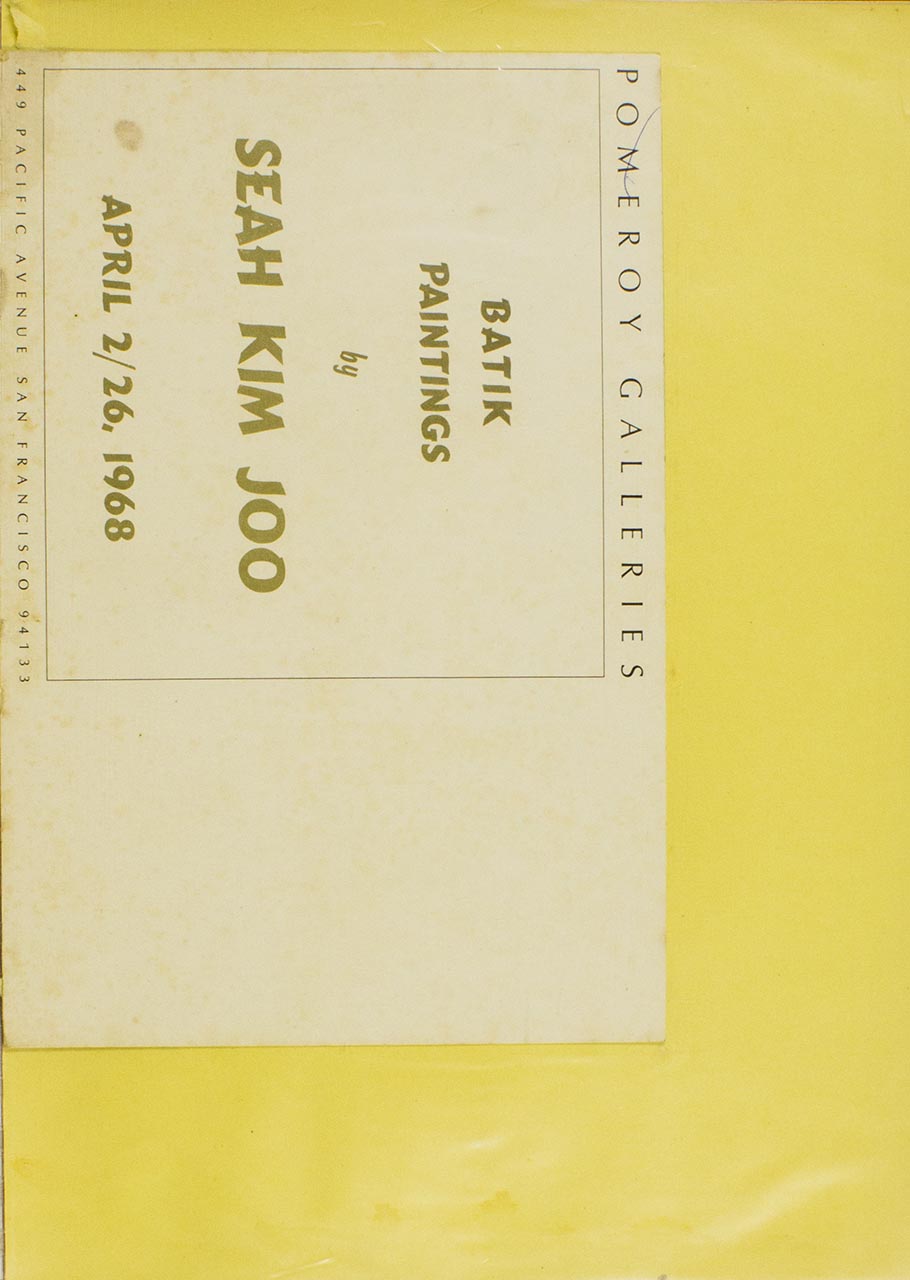 POMEROY GALLERIES
BATIK
PAINTINGS
by
SEAH KIM JOO
APRIL 2/26, 1968
449 PACIFIC AVENUE SAN FRANCISCO 94133